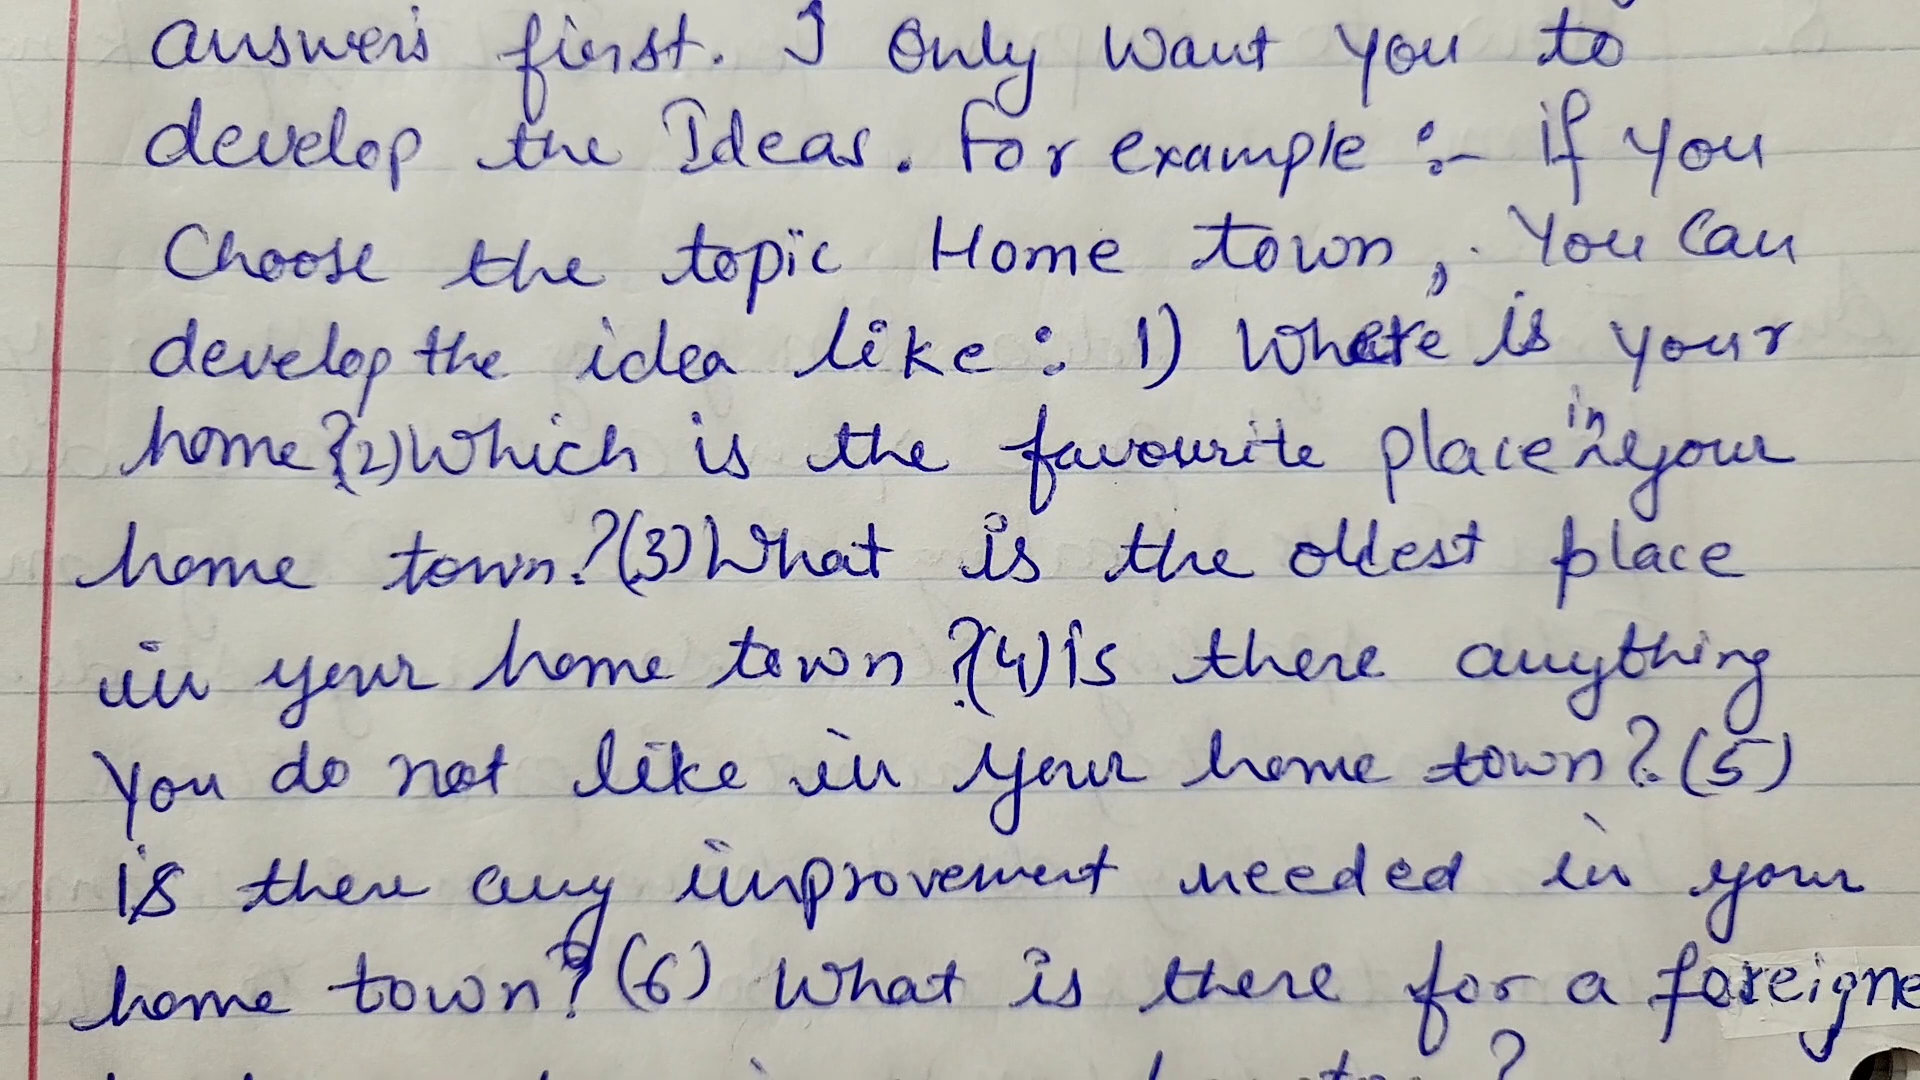 answers first. I only want you to
develop the Ideas. For example :- if you
Choose the topic Home town, You Can
develop the idea like : 1) Where is your
home? (2) Which is the favourite place in your
home town? (3) What is the oldest place
in your home town? (4) is there anything
you do not like in your home town? (5)
is there any improvement needed in your
home town? (6) What is there for a foreigne